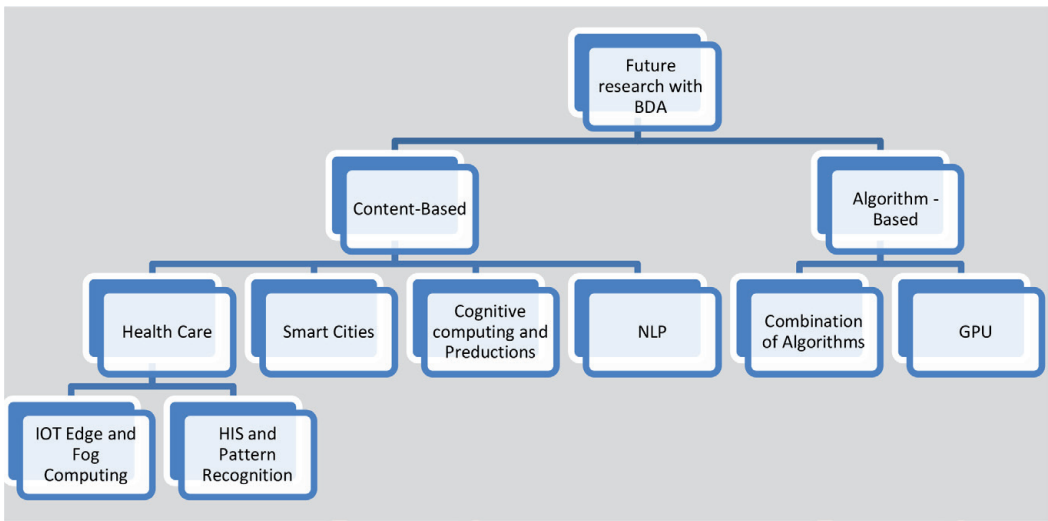 Future
research with
BDA
Content-Based
Algorithm -
Based
Health Care
Smart Cities
Cognitive
computing and
Preductions
NLP
Combination
of Algorithms
GPU
IOT Edge and
Fog
Computing
HIS and
Pattern
Recognition